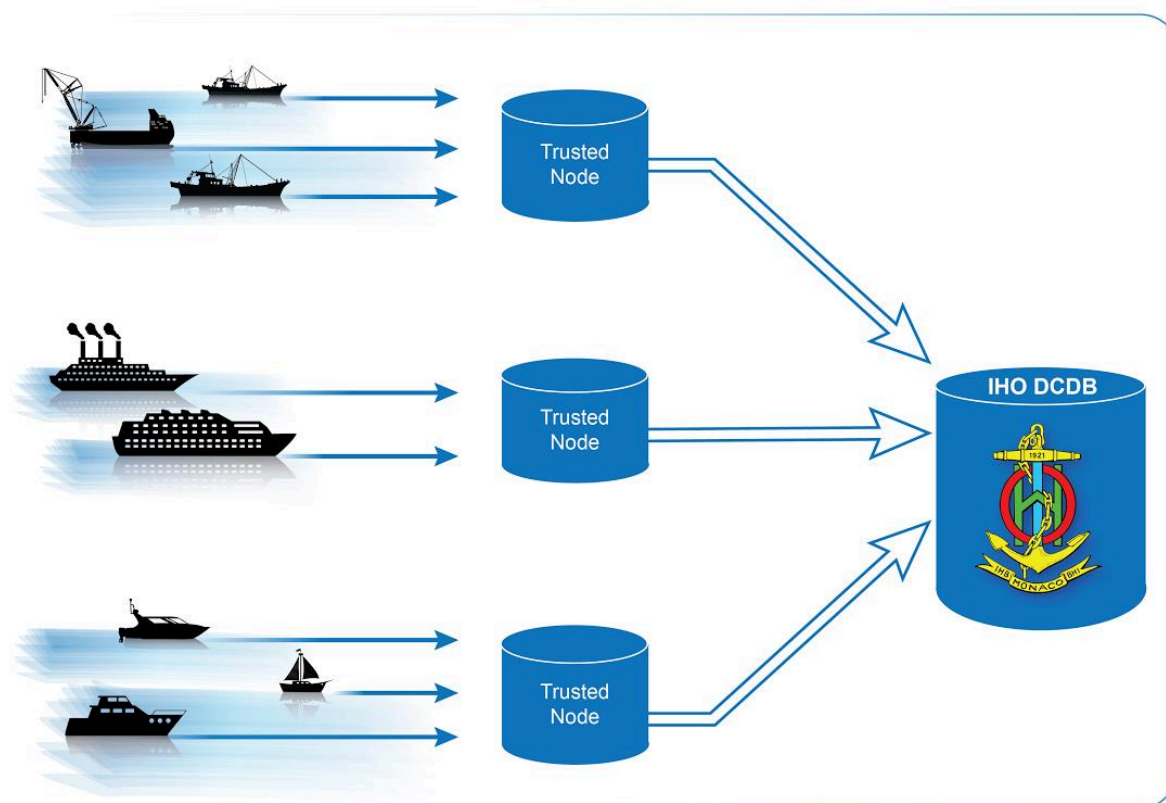 Trusted
Node
Trusted
Node
IHO DCDB
1921
IHB MONACO BHI
Trusted
Node